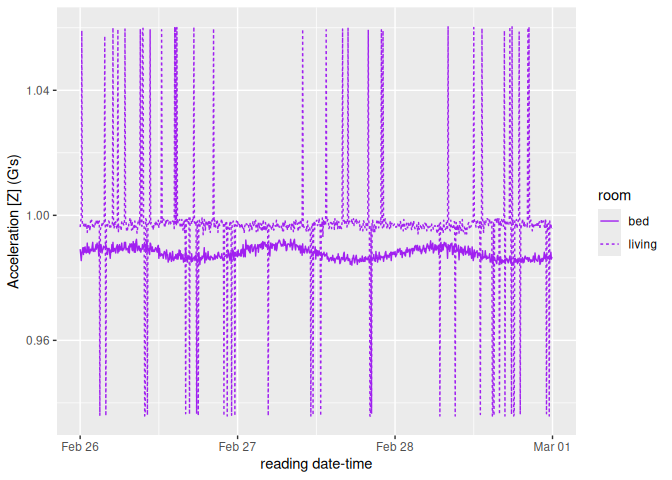 1.04
1.00
0.96
Acceleration [Z] (G's)
Feb 26
Feb 27
Feb 28
Mar 01
reading date-time
room
bed
living